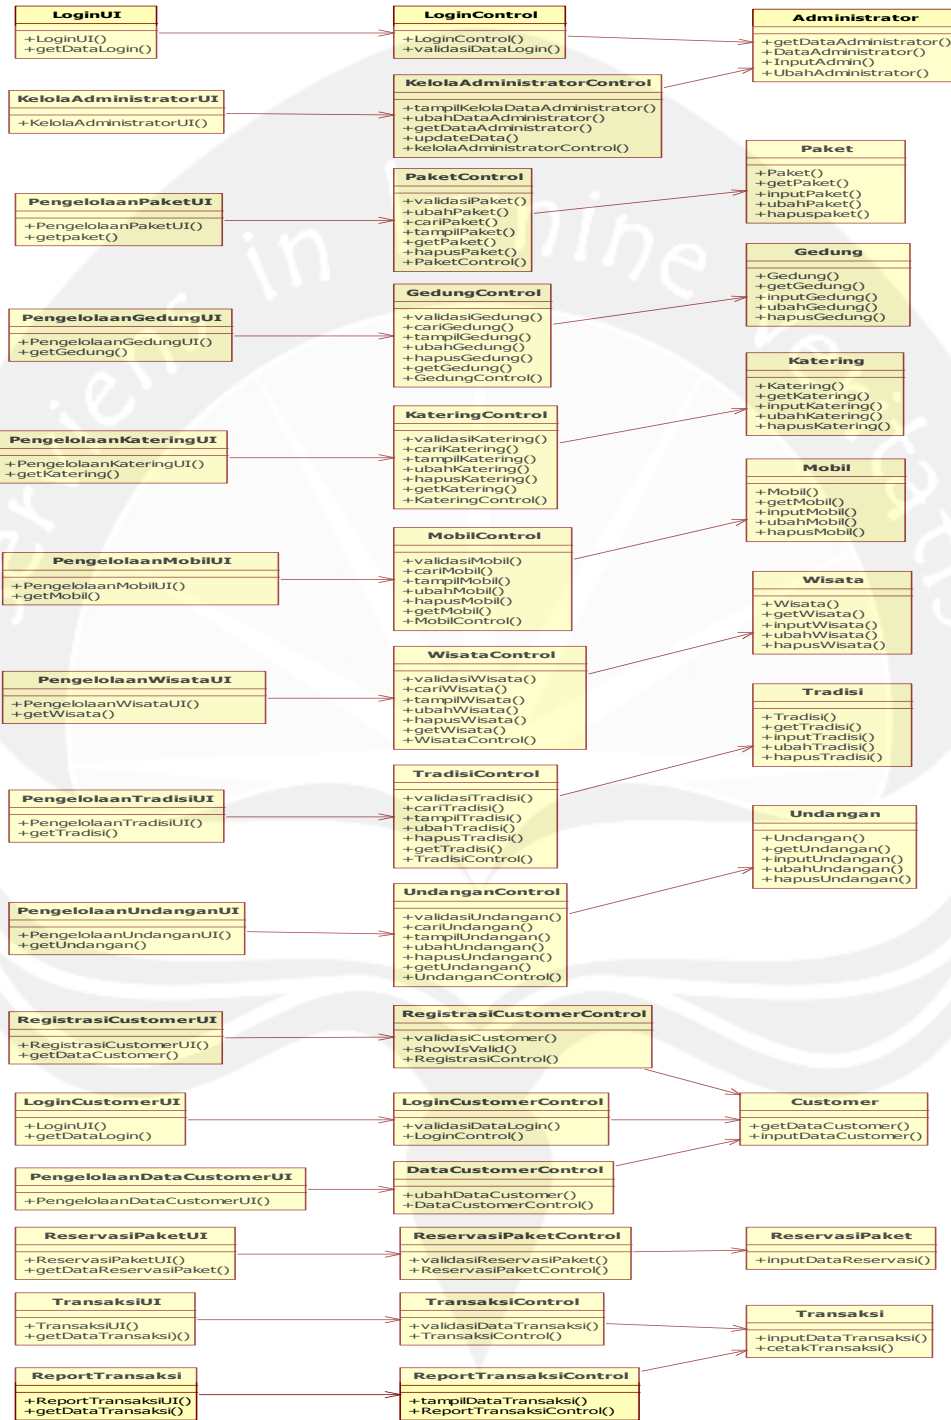 LoginUI
+LoginUI()
+getDataLogin()
LoginControl
+LoginControl()
+validasiDataLogin()
Administrator
+getDataAdministrator()
+DataAdministrator()
+InputAdmin()
+UbahAdministrator()
KelolaAdministratorUI
+KelolaAdministratorUI()
KelolaAdministratorControl
+tampilKelolaDataAdministrator()
+ubahDataAdministrator()
+getDataAdministrator()
+updateData()
+kelolaAdministratorControl()
PengelolaanPaketUI
+PengelolaanPaketUI()
+getpaket()
PaketControl
+validasiPaket()
+ubahPaket()
+cariPaket()
+tampilPaket()
+getPaket()
+hapusPaket()
+PaketControl()
Paket
+Paket()
+getPaket()
+inputPaket()
+ubahPaket()
+hapuspaket()
PengelolaanGedungUI
+PengelolaanGedungUI()
+getGedung()
GedungControl
+validasiGedung()
+cariGedung()
+tampilGedung()
+ubahGedung()
+hapusGedung()
+getGedung()
+GedungControl()
Gedung
+Gedung()
+getGedung()
+inputGedung()
+ubahGedung()
+hapusGedung()
PengelolaanKateringUI
+PengelolaanKateringUI()
+getKatering()
KateringControl
+validasiKatering()
+cariKatering()
+tampilKatering()
+ubahKatering()
+hapusKatering()
+getKatering()
+KateringControl()
Katering
+Katering()
+getKatering()
+inputKatering()
+ubahKatering()
+hapusKatering()
PengelolaanMobilUI
+PengelolaanMobilUI()
+getMobil()
MobilControl
+validasiMobil()
+cariMobil()
+tampilMobil()
+ubahMobil()
+hapusMobil()
+getMobil()
+MobilControl()
Mobil
+Mobil()
+getMobil()
+inputMobil()
+ubahMobil()
+hapusMobil()
PengelolaanWisataUI
+PengelolaanWisataUI()
+getWisata()
WisataControl
+validasiWisata()
+cariWisata()
+tampilWisata()
+ubahWisata()
+hapusWisata()
+getWisata()
+WisataControl()
Wisata
+Wisata()
+getWisata()
+inputWisata()
+ubahWisata()
+hapusWisata()
PengelolaanTradisiUI
+PengelolaanTradisiUI()
+getTradisi()
TradisiControl
+validasiTradisi()
+cariTradisi()
+tampilTradisi()
+ubahTradisi()
+hapusTradisi()
+getTradisi()
+TradisiControl()
Tradisi
+Tradisi()
+getTradisi()
+inputTradisi()
+ubahTradisi()
+hapusTradisi()
PengelolaanUndanganUI
+PengelolaanUndanganUI()
+getUndangan()
UndanganControl
+validasiUndangan()
+cariUndangan()
+tampilUndangan()
+ubahUndangan()
+hapusUndangan()
+getUndangan()
+UndanganControl()
Undangan
+Undangan()
+getUndangan()
+inputUndangan()
+ubahUndangan()
+hapusUndangan()
RegistrasiCustomerUI
+RegistrasiCustomerUI()
+getDataCustomer()
RegistrasiCustomerControl
+validasiCustomer()
+showIsValid()
+RegistrasiControl()
LoginCustomerUI
+LoginUI()
+getDataLogin()
LoginCustomerControl
+validasiDataLogin()
+LoginControl()
Customer
+getDataCustomer()
+inputDataCustomer()
PengelolaanDataCustomerUI
+PengelolaanDataCustomerUI()
DataCustomerControl
+ubahDataCustomer()
+DataCustomerControl()
ReservasiPaketUI
+ReservasiPaketUI()
+getDataReservasiPaket()
ReservasiPaketControl
+validasiReservasiPaket()
+ReservasiPaketControl()
ReservasiPaket
+inputDataReservasi()
TransaksiUI
+TransaksiUI()
+getDataTransaksi)()
TransaksiControl
+validasiDataTransaksi()
+TransaksiControl()
Transaksi
+inputDataTransaksi()
+cetakTransaksi()
ReportTransaksi
+ReportTransaksiUI()
+getDataTransaksi()
ReportTransaksiControl
+tampilDataTransaksi()
+ReportTransaksiControl()